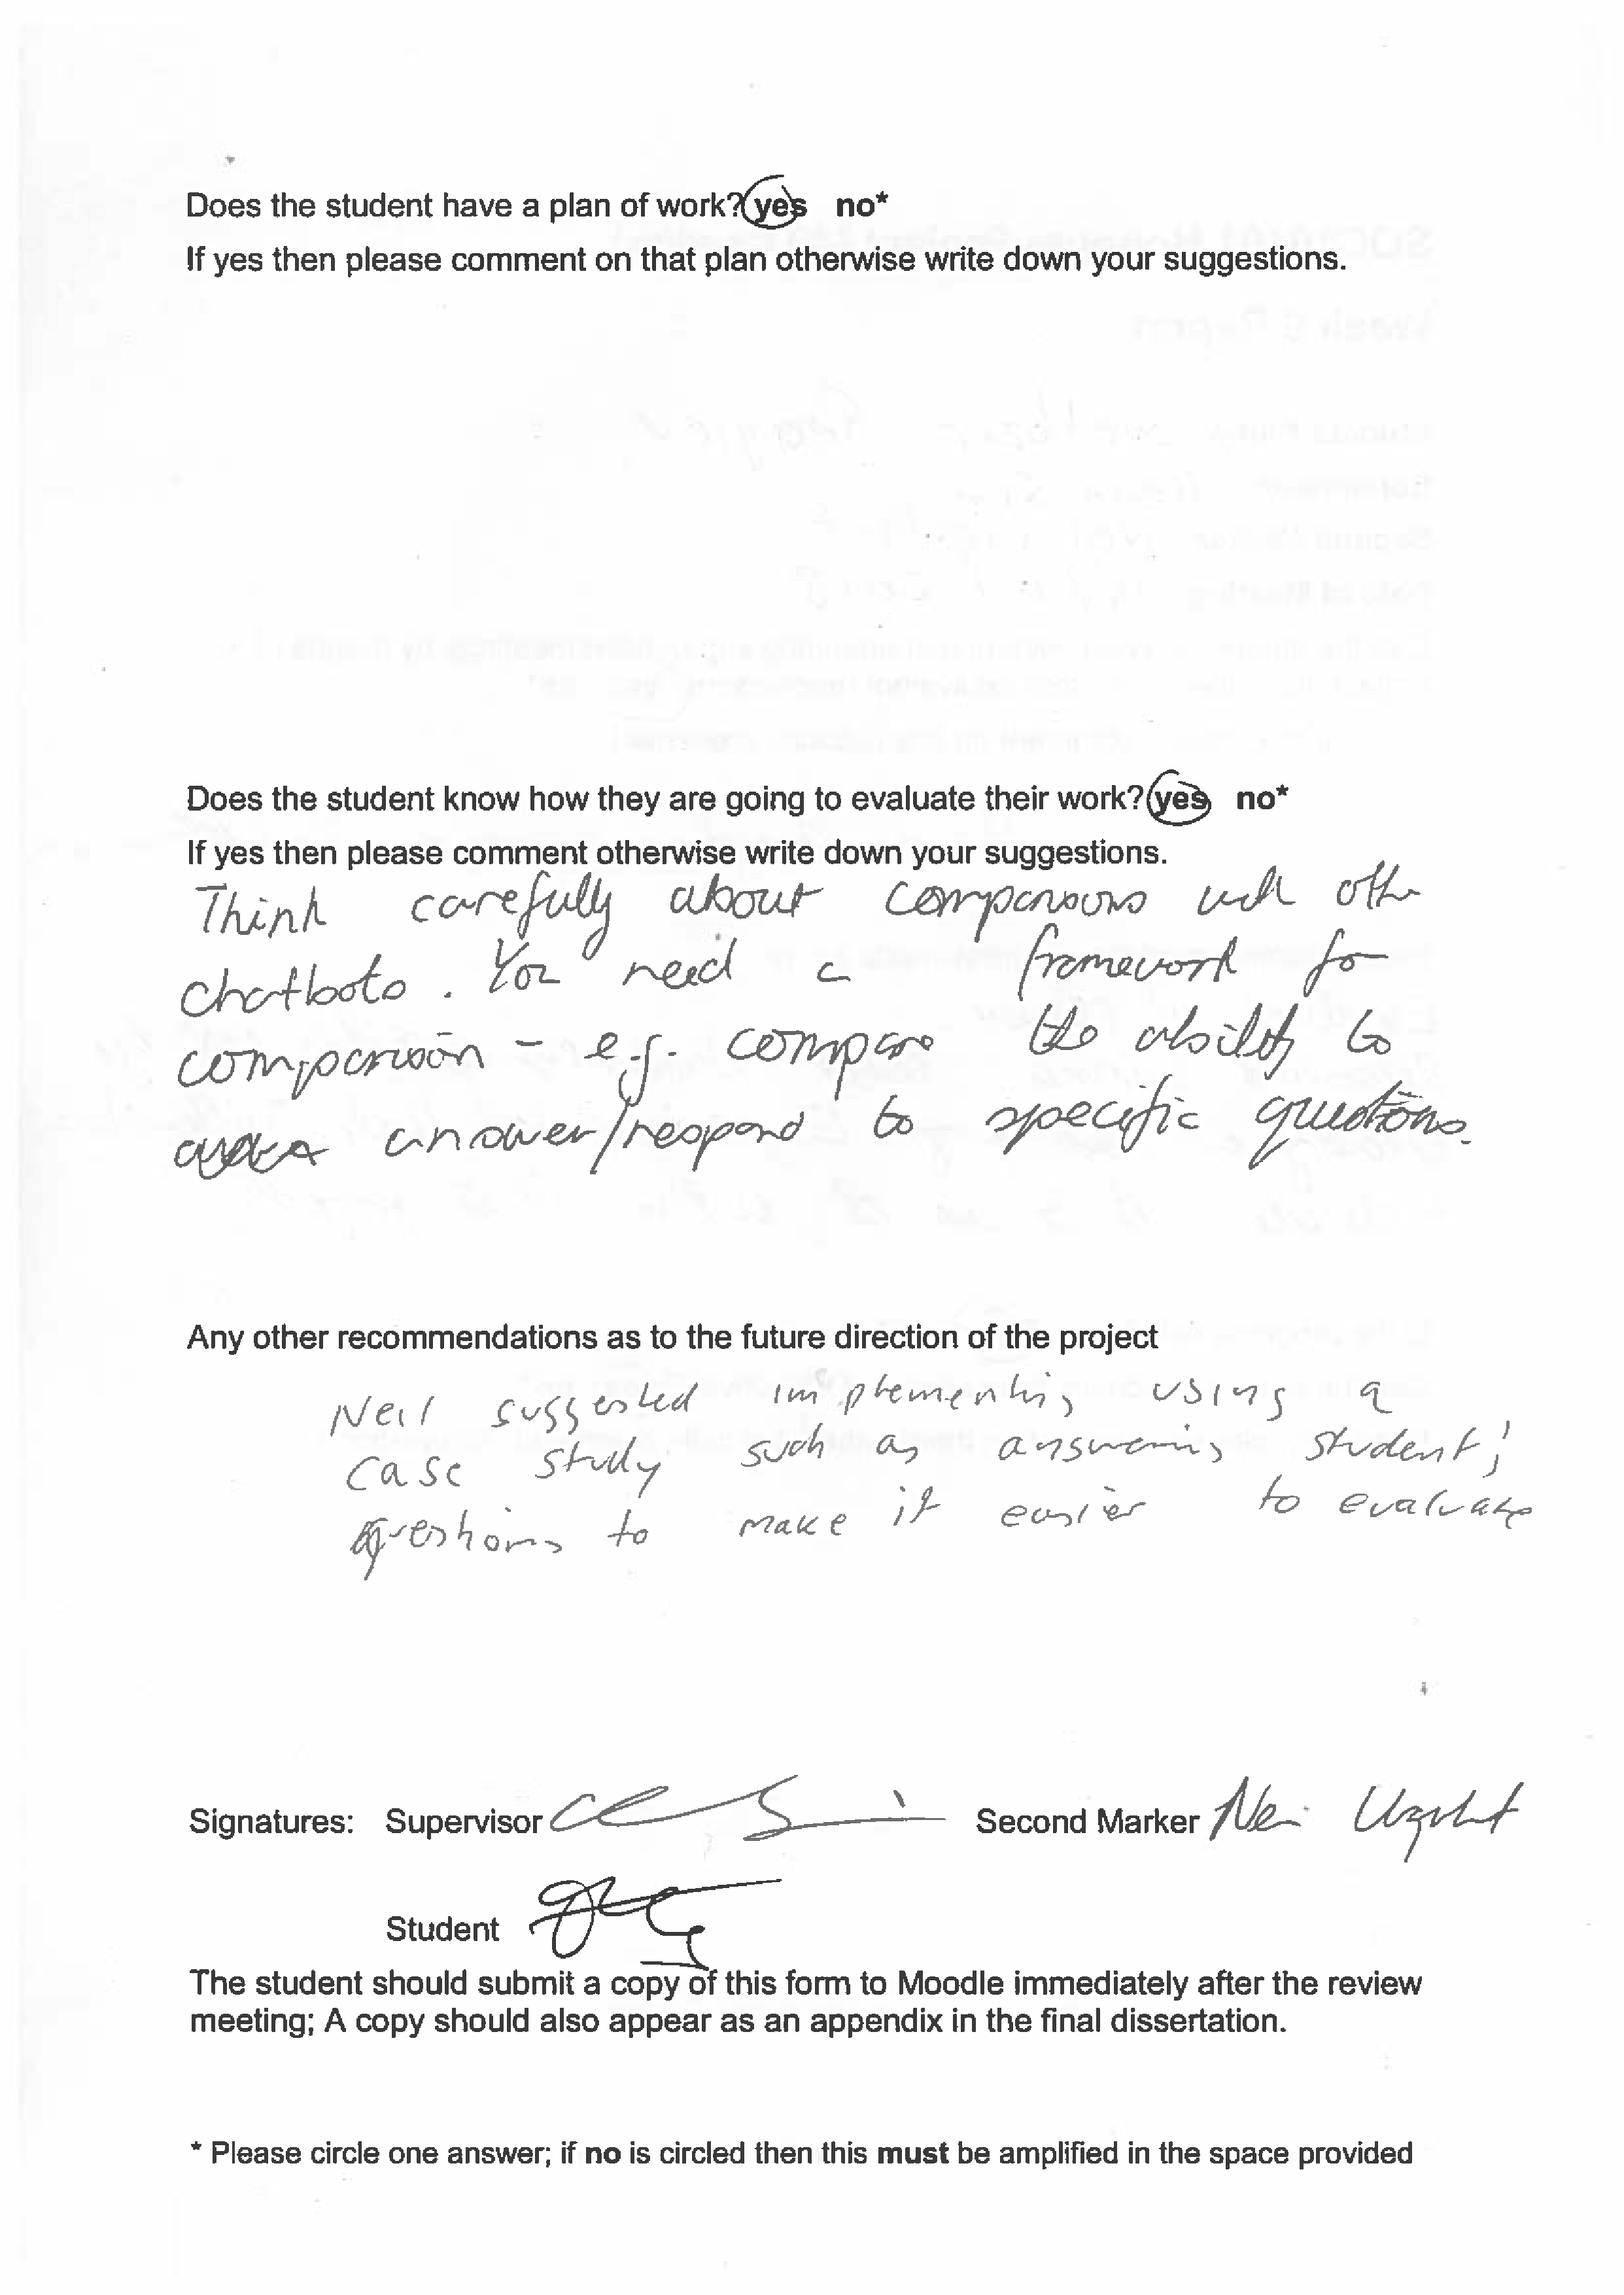 Does the student have a plan of work? yes no*
If yes then please comment on that plan otherwise write down your suggestions.
Does the student know how they are going to evaluate their work? yes no*
If yes then please comment otherwise write down your suggestions.
Think carefully about comparisons with other
chatbots. You need a framework for
comparison - e.g. compare the ability to
answer/respond to specific questions.
Any other recommendations as to the future direction of the project
Neil suggested implementing using a
case study such as answering students'
questions to make it easier to evaluate
Signatures: Supervisor Second Marker Neil Urquhart
Student
The student should submit a copy of this form to Moodle immediately after the review
meeting; A copy should also appear as an appendix in the final dissertation.
* Please circle one answer; if no is circled then this must be amplified in the space provided